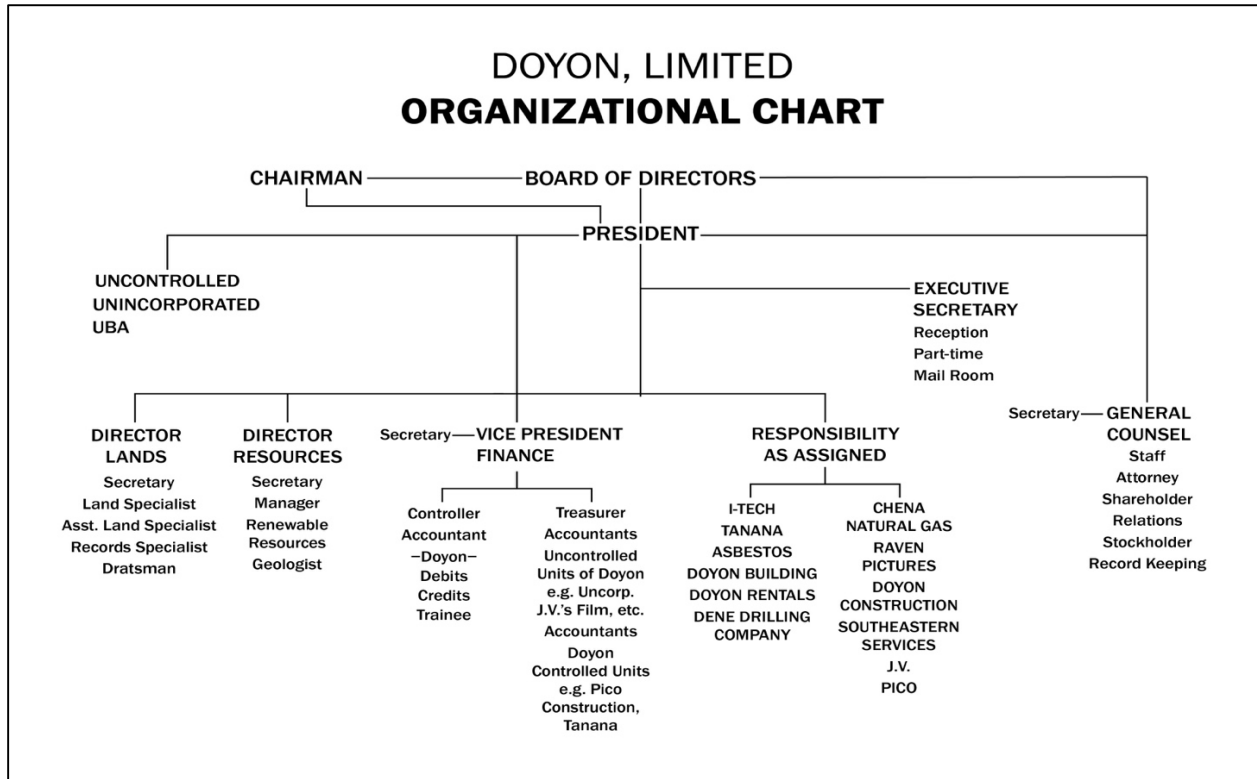 DOYON, LIMITED
ORGANIZATIONAL CHART
CHAIRMAN
BOARD OF DIRECTORS
PRESIDENT
UNCONTROLLED
UNINCORPORATED
UBA
EXECUTIVE
SECRETARY
Reception
Part-time
Mail Room
DIRECTOR
LANDS
Secretary
Land Specialist
Asst. Land Specialist
Records Specialist
Dratsman
DIRECTOR
RESOURCES
Secretary
Manager
Renewable
Resources
Geologist
Secretary
VICE PRESIDENT
FINANCE
Controller
Accountant
–Doyon–
Debits
Credits
Trainee
Treasurer
Accountants
Uncontrolled
Units of Doyon
e.g. Uncorp.
J.V.'s Film, etc.
Accountants
Doyon
Controlled Units
e.g. Pico
Construction,
Tanana
RESPONSIBILITY
AS ASSIGNED
I-TECH
TANANA
ASBESTOS
DOYON BUILDING
DOYON RENTALS
DENE DRILLING
COMPANY
CHENA
NATURAL GAS
RAVEN
PICTURES
DOYON
CONSTRUCTION
SOUTHEASTERN
SERVICES
J.V.
PICO
Secretary
GENERAL
COUNSEL
Staff
Attorney
Shareholder
Relations
Stockholder
Record Keeping